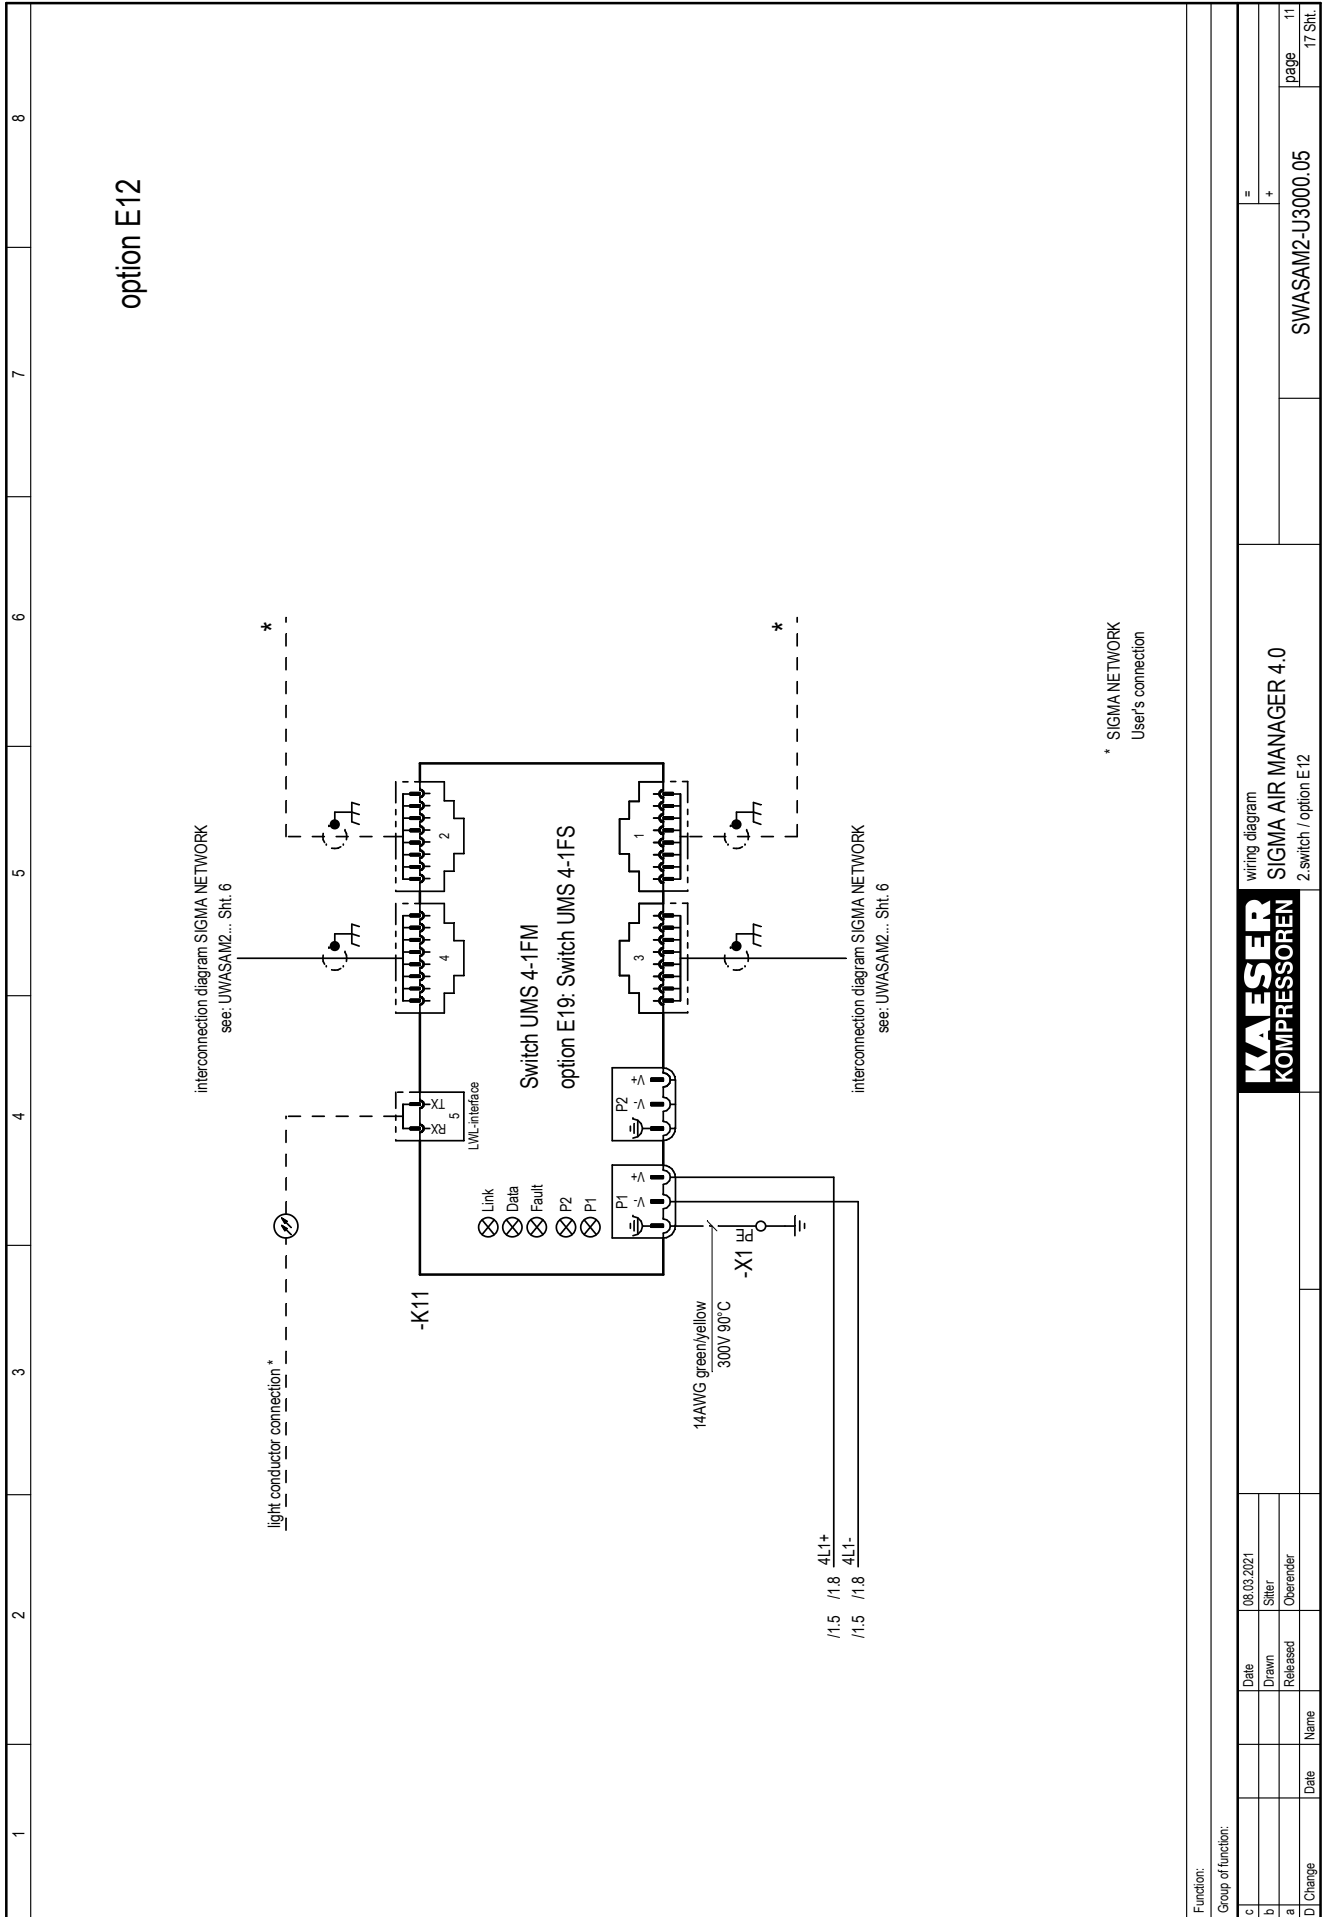 1 2 3 4 5 6 7 8
option E12
light conductor connection *
interconnection diagram SIGMA NETWORK
see: UWASAM2... Sht. 6
*
-K11
RX TX
5
LWL-interface
4
2
Link
Data
Fault
P2
P1
Switch UMS 4-1FM
option E19: Switch UMS 4-1FS
P1
V- V+
P2
V- V+
3
1
14AWG green/yellow
300V 90°C
-X1
PE
*
/1.5 /1.8 4L1+
/1.5 /1.8 4L1-
interconnection diagram SIGMA NETWORK
see: UWASAM2... Sht. 6
* SIGMA NETWORK
User's connection
Function:
Group of function:
c
b
a
D Change Date Name
Date 08.03.2021
Drawn Sitter
Released Oberender
KAESER
KOMPRESSOREN
wiring diagram
SIGMA AIR MANAGER 4.0
2.switch / option E12
=
+
SWASAM2-U3000.05
page 11
17 Sht.